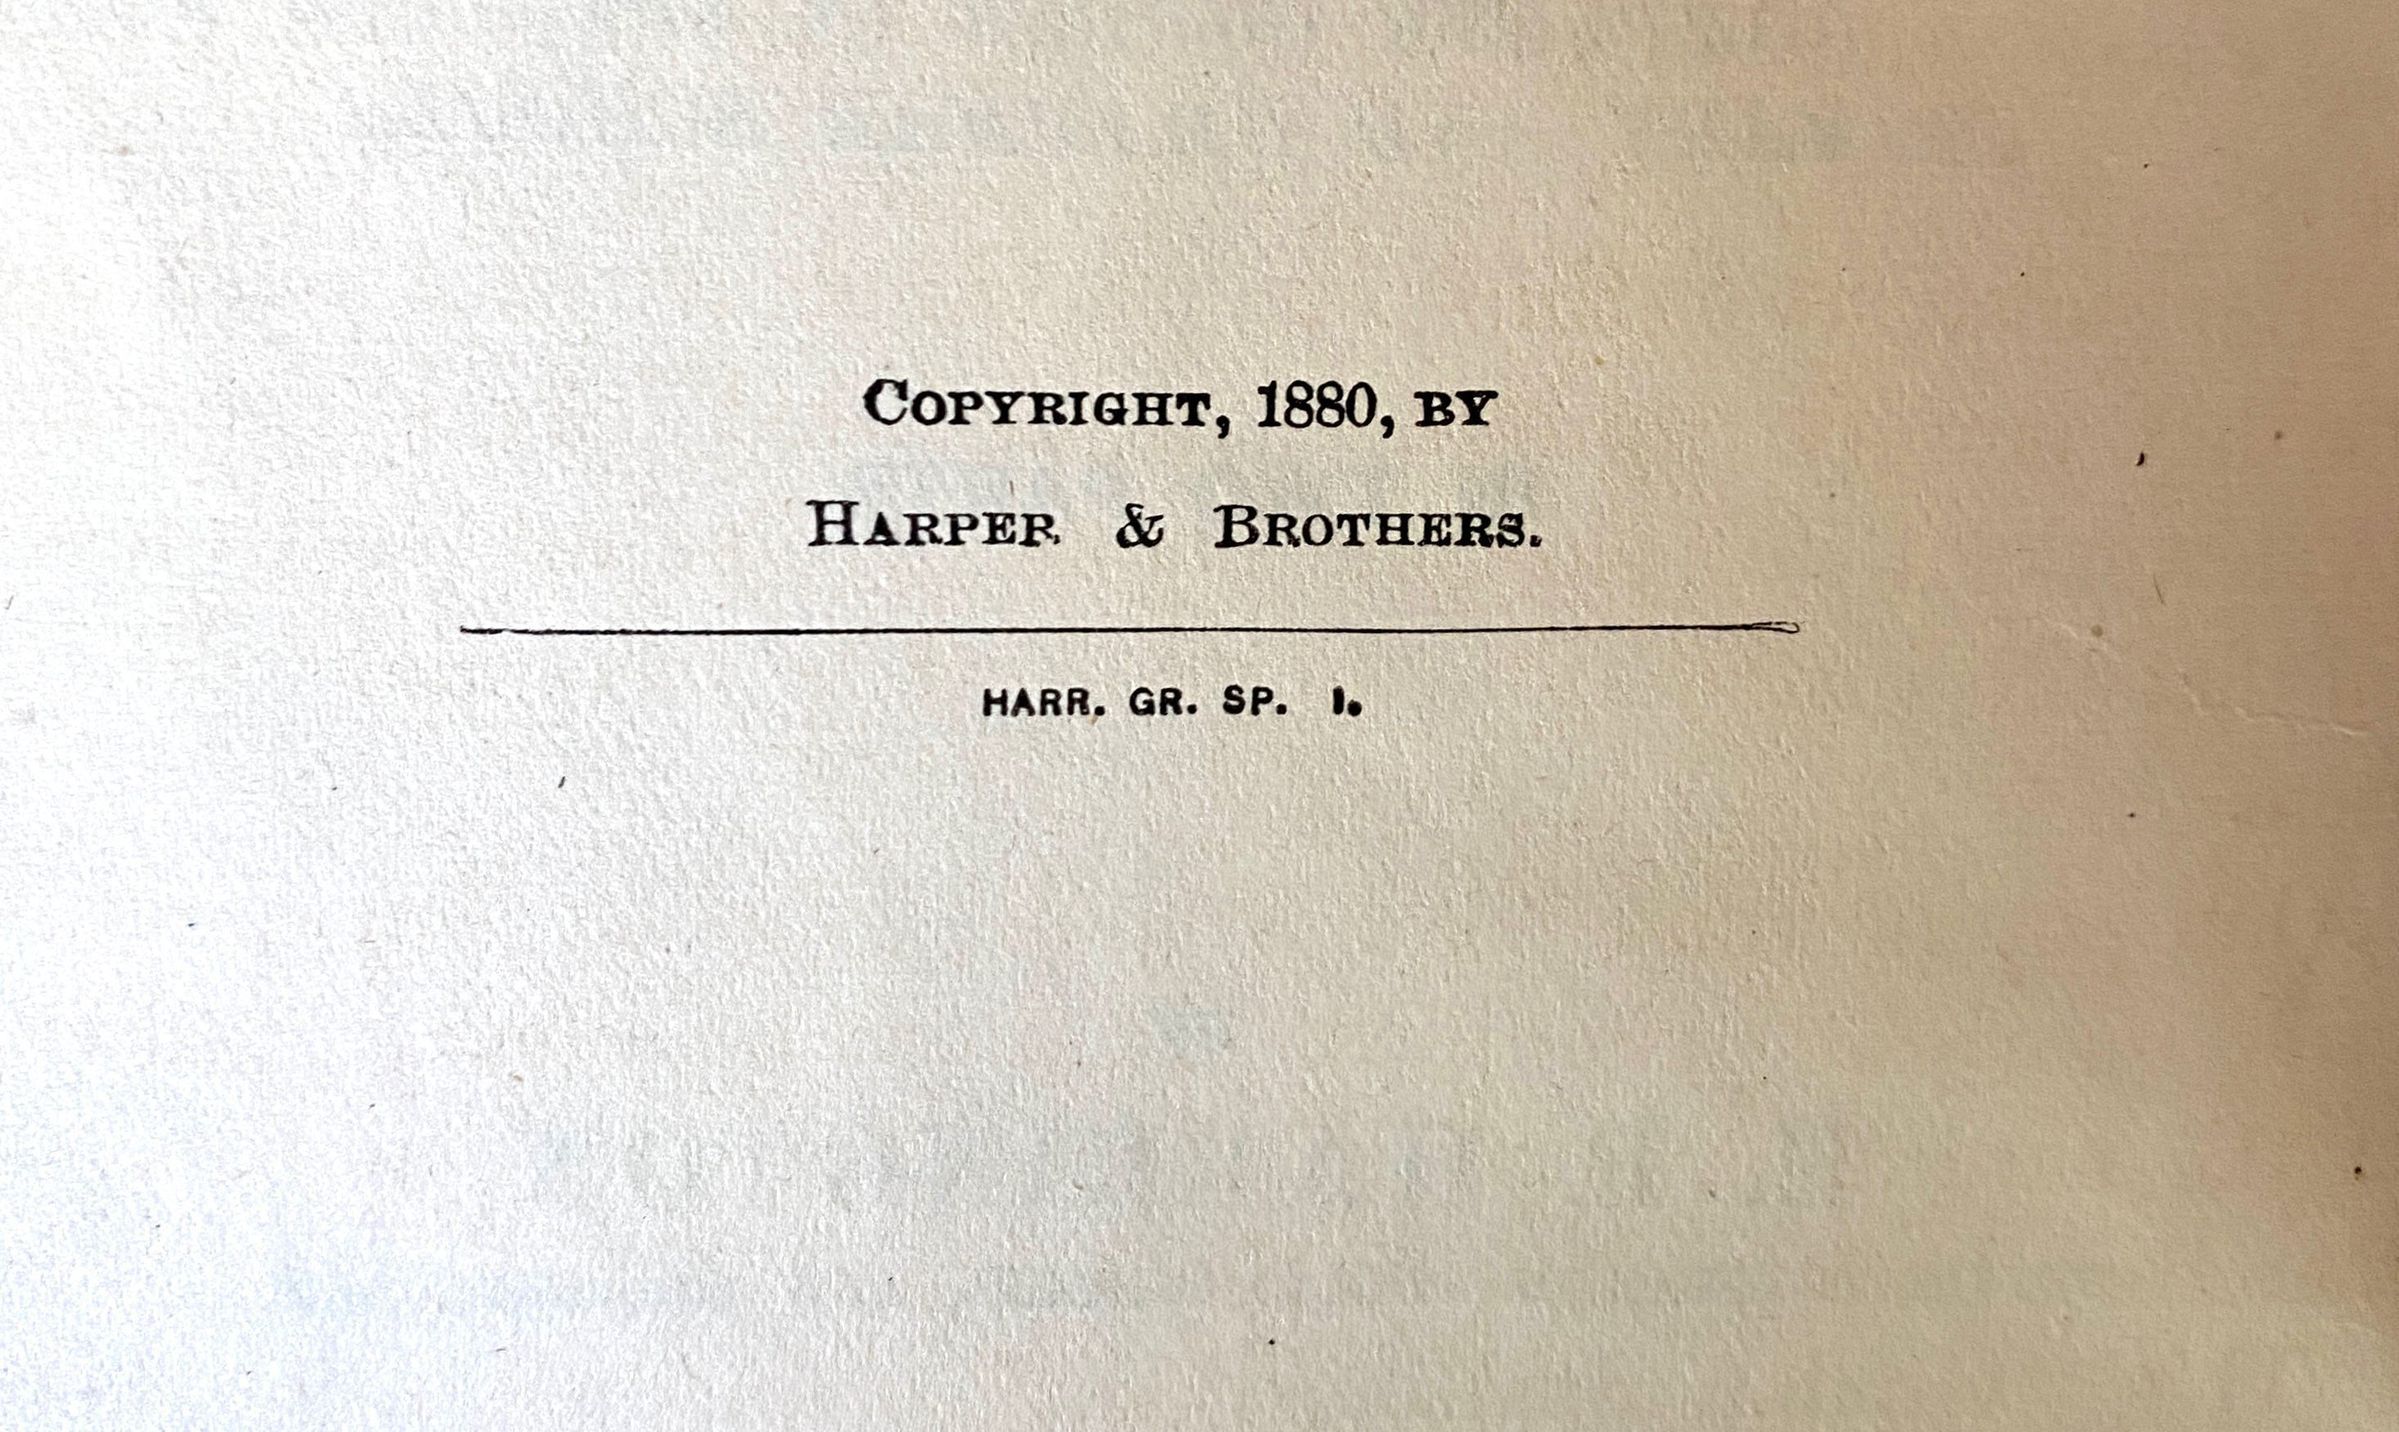 COPYRIGHT, 1880, BY
HARPER & BROTHERS.
HARR. GR. SP. I.